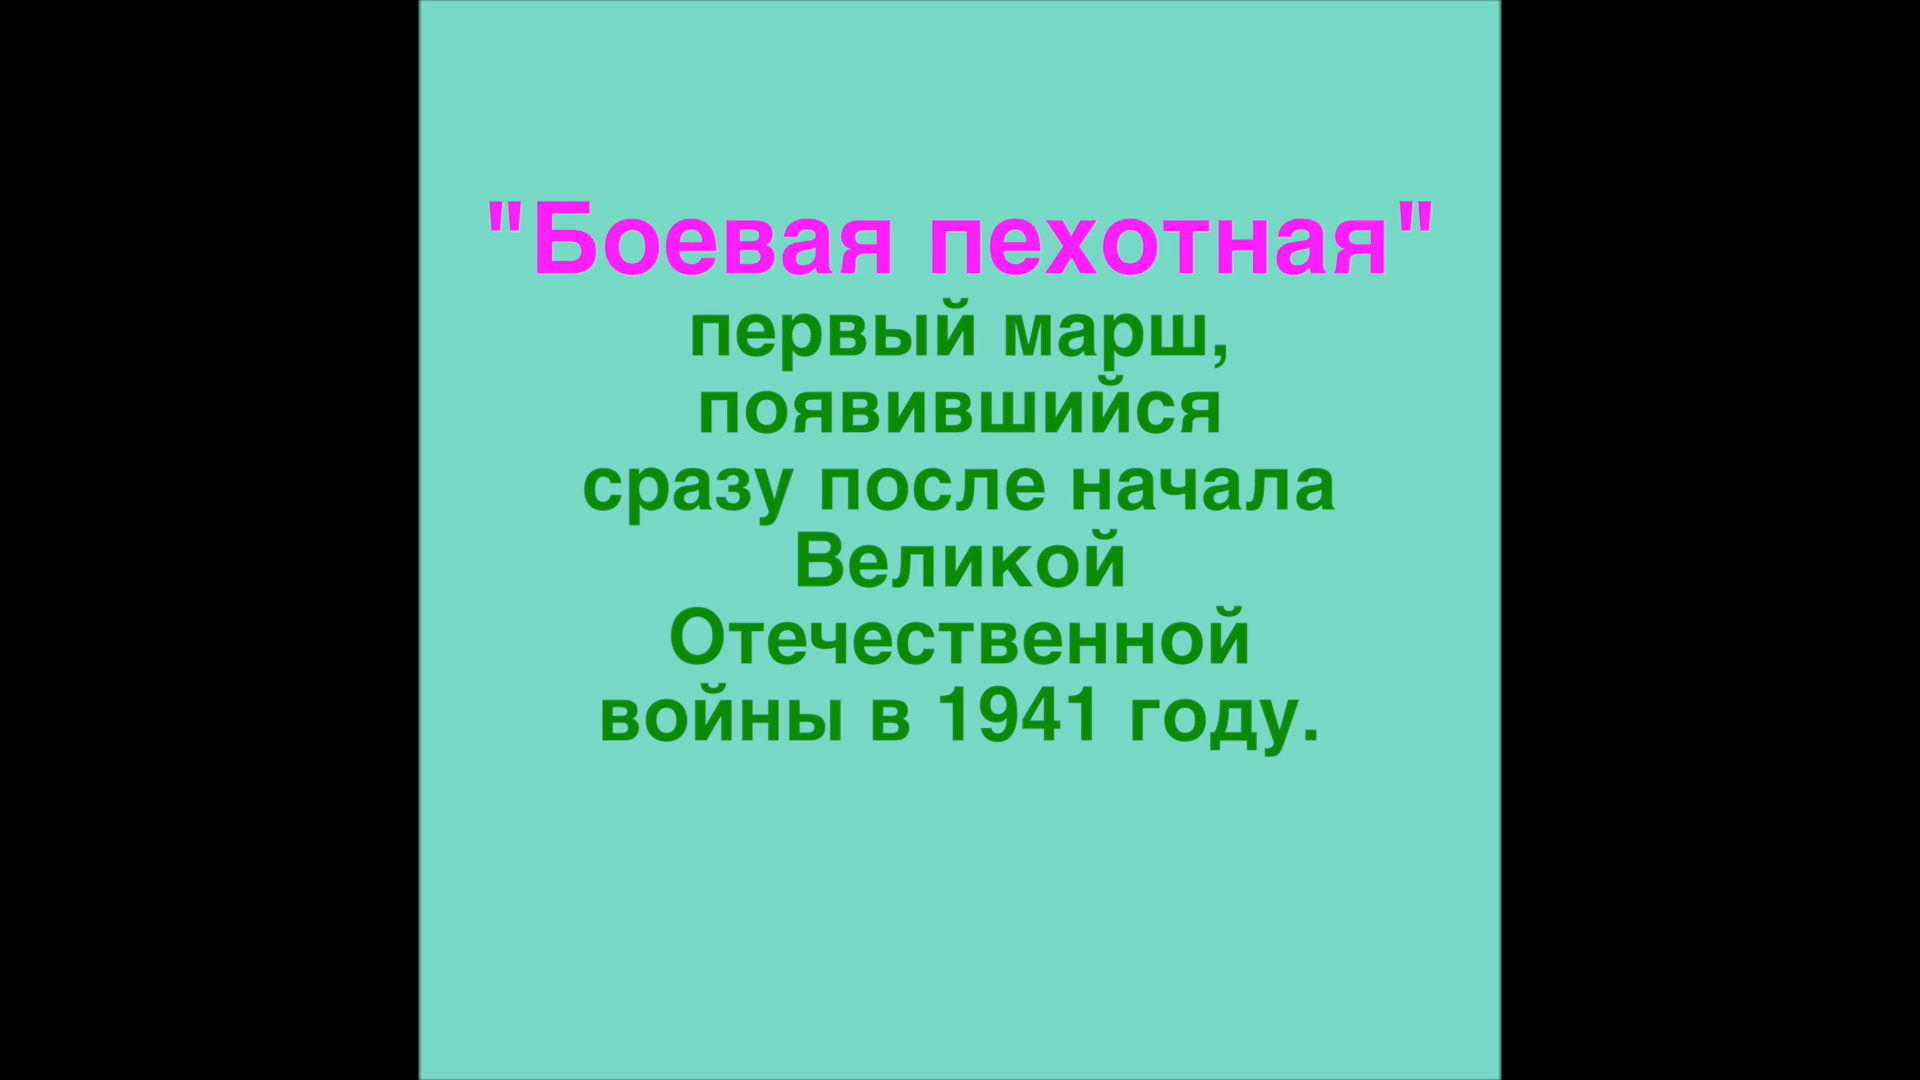 "Боевая пехотная"
первый марш,
появившийся
сразу после начала
Великой
Отечественной
войны в 1941 году.